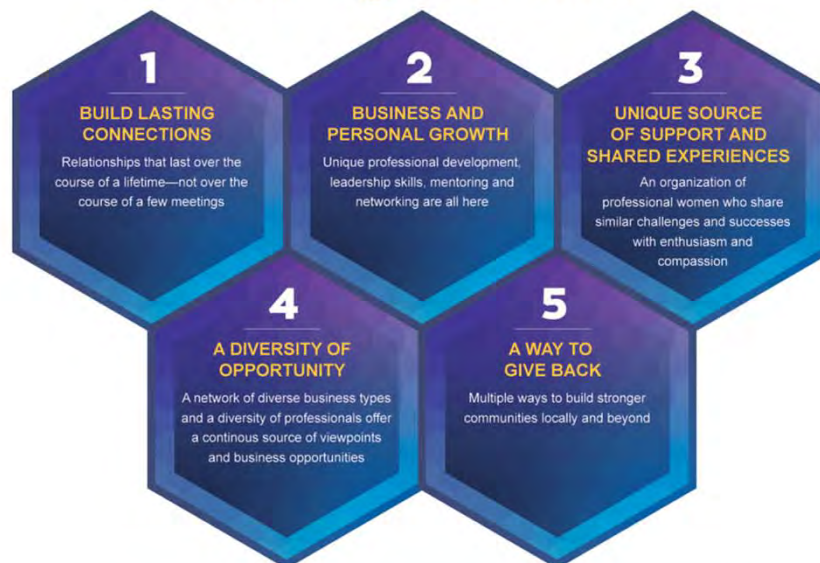 1
BUILD LASTING
CONNECTIONS
Relationships that last over the
course of a lifetime—not over the
course of a few meetings
2
BUSINESS AND
PERSONAL GROWTH
Unique professional development,
leadership skills, mentoring and
networking are all here
3
UNIQUE SOURCE
OF SUPPORT AND
SHARED EXPERIENCES
An organization of
professional women who share
similar challenges and successes
with enthusiasm and
compassion
4
A DIVERSITY OF
OPPORTUNITY
A network of diverse business types
and a diversity of professionals offer
a continous source of viewpoints
and business opportunities
5
A WAY TO
GIVE BACK
Multiple ways to build stronger
communities locally and beyond